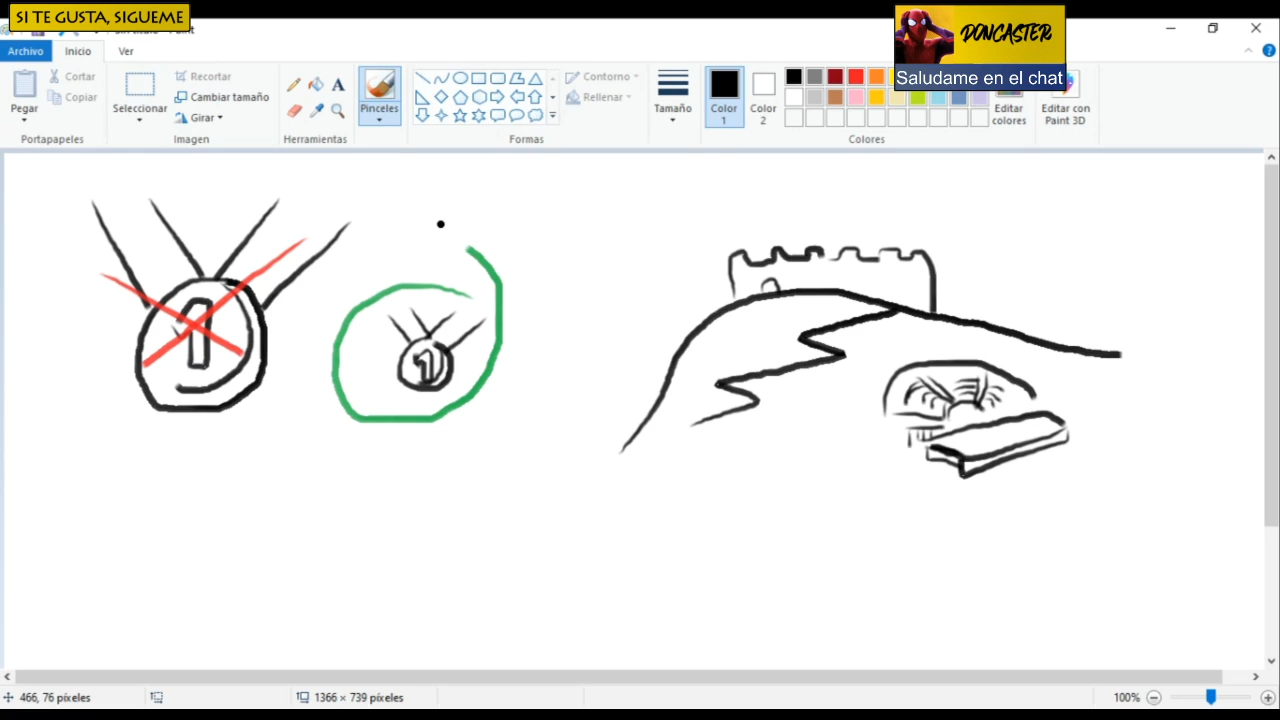 SI TE GUSTA, SIGUEME
DONCASTER
Saludame en el chat
Archivo
Inicio
Ver
Pegar
Cortar
Copiar
Portapapeles
Seleccionar
Recortar
Cambiar tamaño
Girar
Imagen
A
Herramientas
Pinceles
Contorno
Rellenar
Formas
Tamaño
Color
1
Color
2
Editar
colores
Editar con
Paint 3D
Colores
1
1
466, 76 píxeles
1366 × 739 píxeles
100%